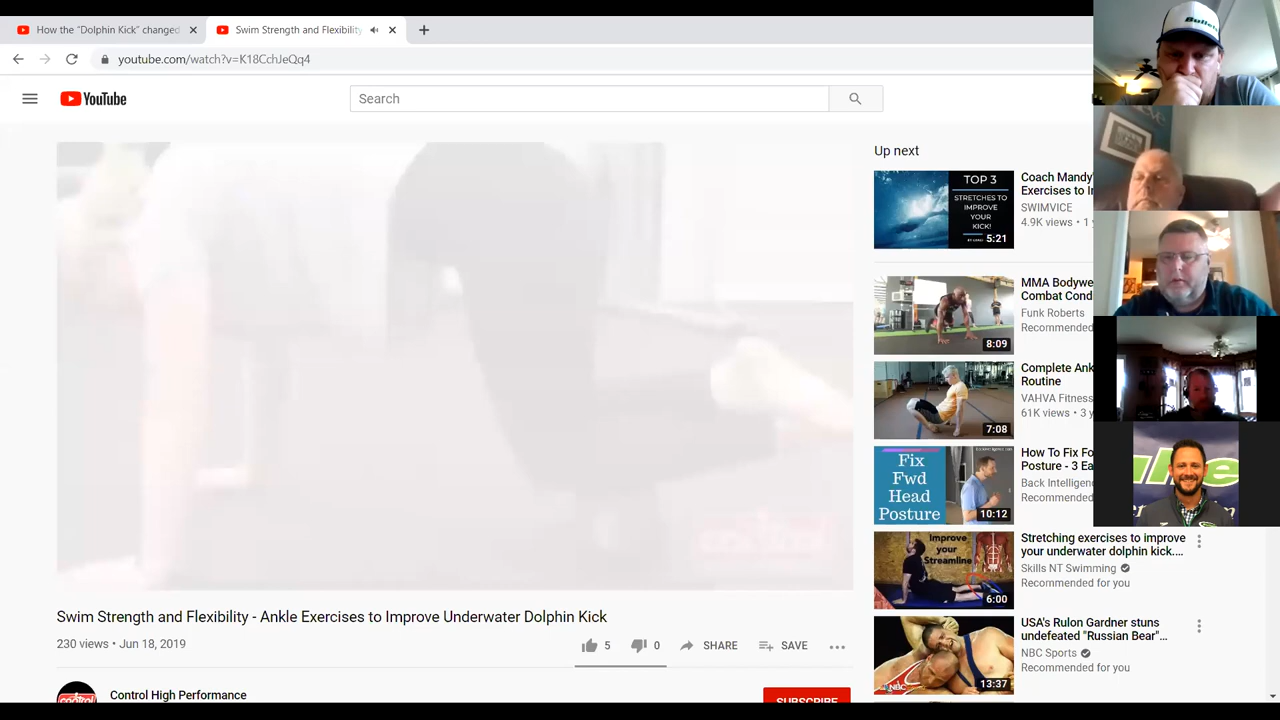 How the “Dolphin Kick” changed
Swim Strength and Flexibility
youtube.com/watch?v=K18CchJeQq4
YouTube
Search
Up next
TOP 3
STRETCHES TO
IMPROVE
YOUR
KICK!
5:21
Coach Mandy'
Exercises to I
SWIMVICE
4.9K views • 1 y
8:09
MMA Bodywe
Combat Cond
Funk Roberts
Recommended
7:08
Complete Ank
Routine
VAHVA Fitness
61K views • 3 y
Fix
Fwd
Head
Posture
10:12
How To Fix Fo
Posture - 3 Ea
Back Intelligenc
Recommended
Improve
your
Streamline
6:00
Stretching exercises to improve
your underwater dolphin kick....
Skills NT Swimming
Recommended for you
NBC
13:37
USA's Rulon Gardner stuns
undefeated "Russian Bear"...
NBC Sports
Recommended for you
Swim Strength and Flexibility - Ankle Exercises to Improve Underwater Dolphin Kick
230 views • Jun 18, 2019
5
0
SHARE
SAVE
control
Control High Performance
SUBSCRIBE